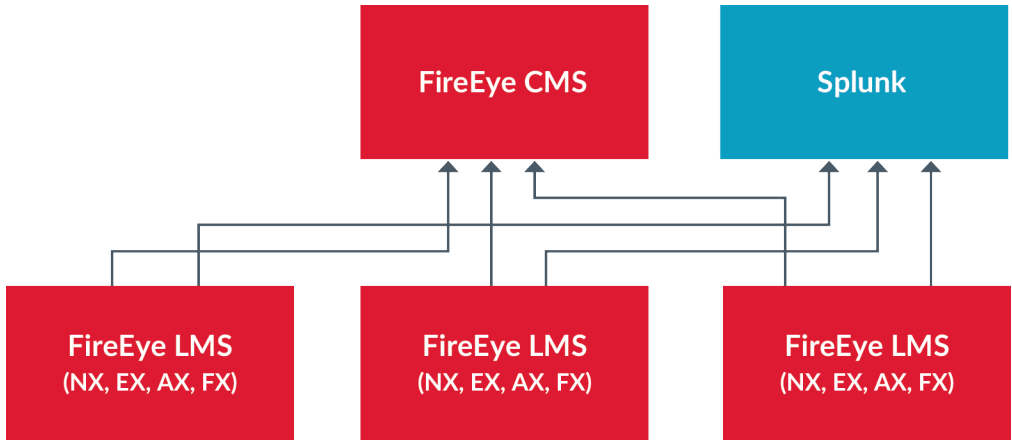 FireEye CMS
Splunk
FireEye LMS
(NX, EX, AX, FX)
FireEye LMS
(NX, EX, AX, FX)
FireEye LMS
(NX, EX, AX, FX)